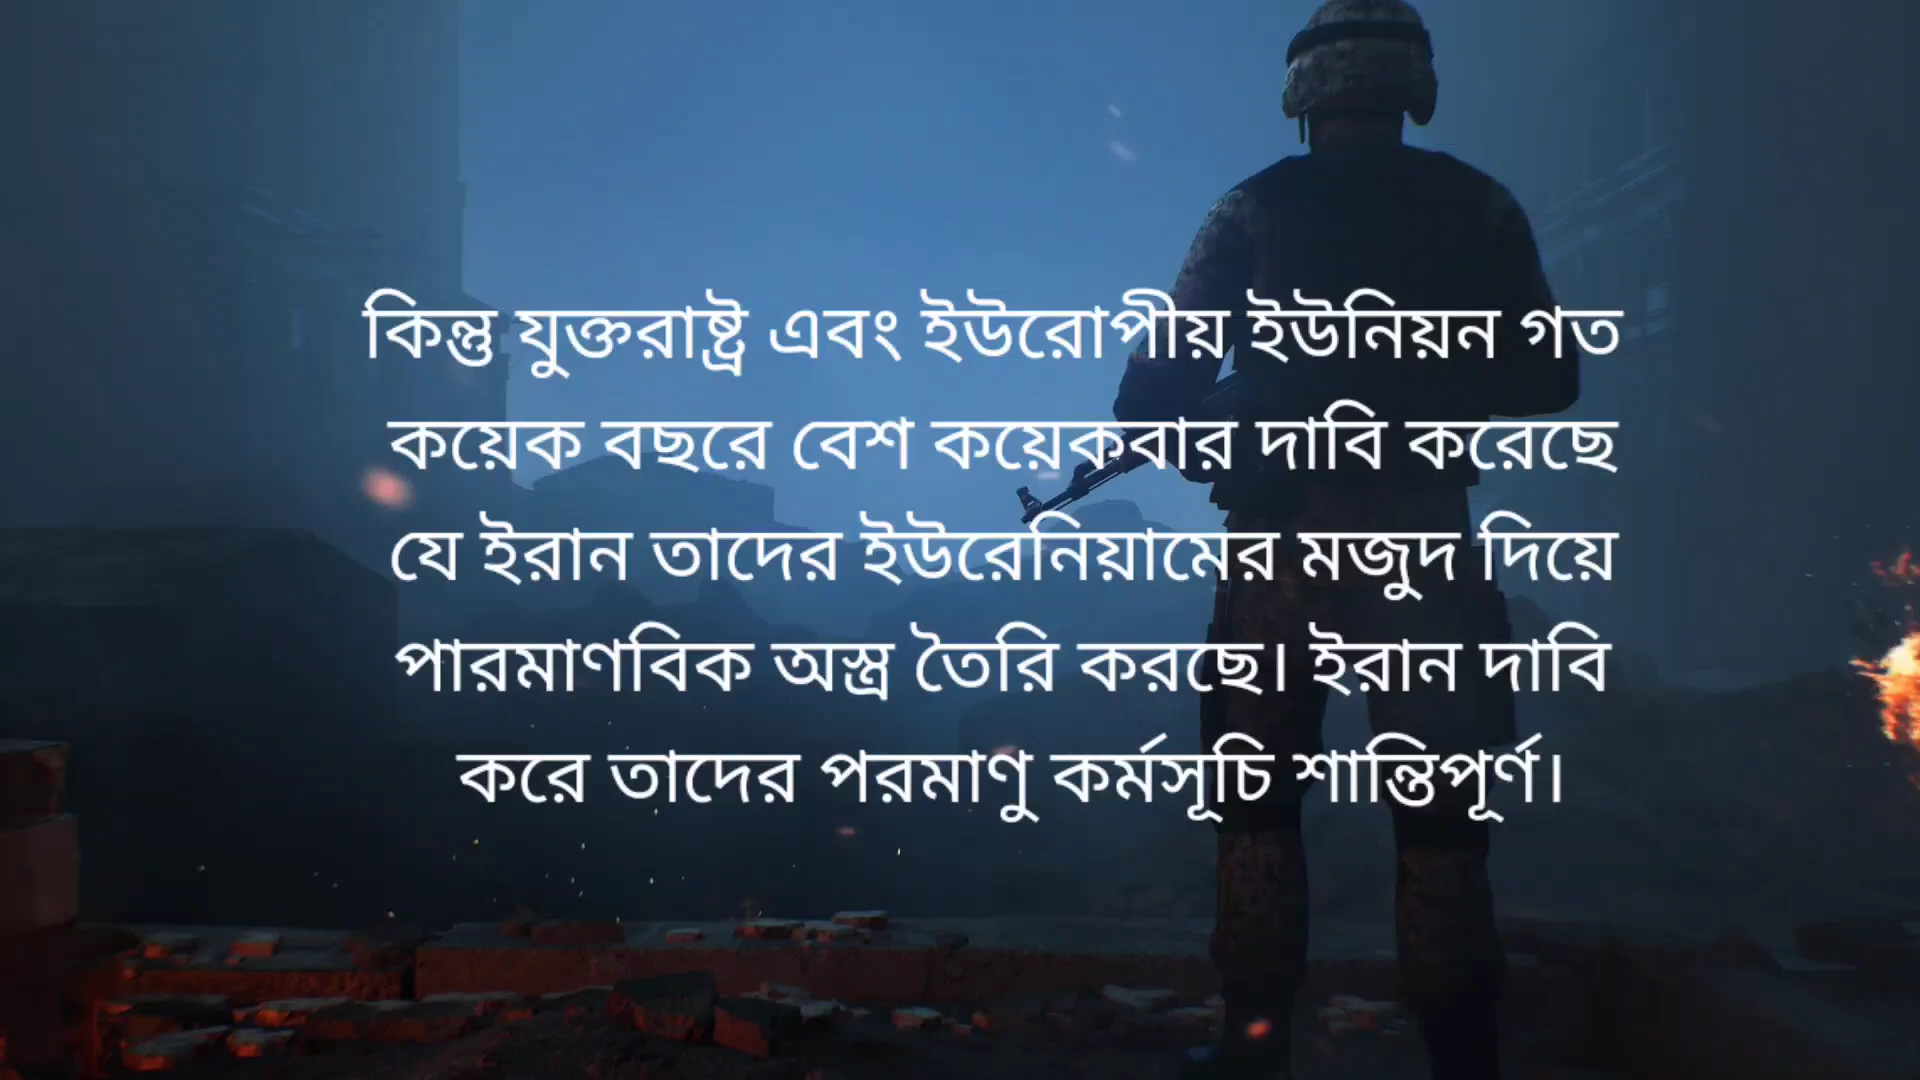 কিন্তু যুক্তরাষ্ট্র এবং ইউরোপীয় ইউনিয়ন গত
কয়েক বছরে বেশ কয়েকবার দাবি করেছে
যে ইরান তাদের ইউরেনিয়ামের মজুদ দিয়ে
পারমাণবিক অস্ত্র তৈরি করছে। ইরান দাবি
করে তাদের পরমাণু কর্মসূচি শান্তিপূর্ণ।